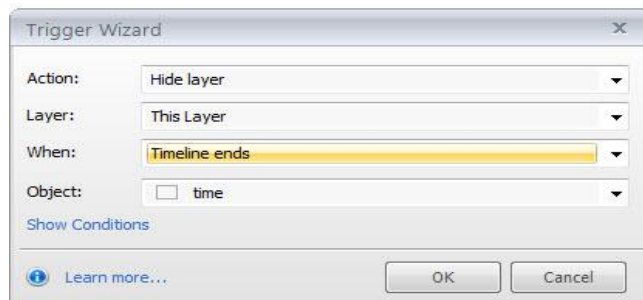 Trigger Wizard
Action: Hide layer
Layer: This Layer
When: Timeline ends
Object: time
Show Conditions
Learn more... OK Cancel